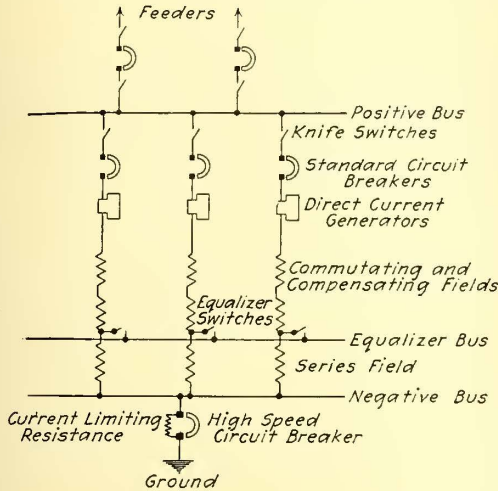 Feeders
Positive Bus
Knife Switches
Standard Circuit
Breakers
Direct Current
Generators
Commutating and
Compensating Fields
Equalizer
Switches
Equalizer Bus
Series Field
Negative Bus
Current Limiting
Resistance
High Speed
Circuit Breaker
Ground